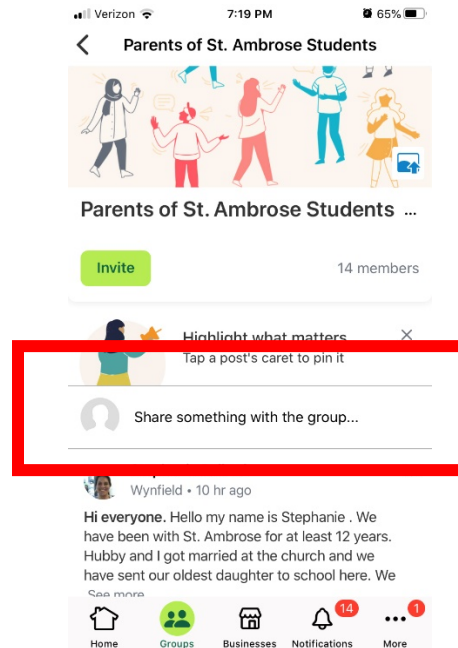 Verizon 7:19 PM 65%
Parents of St. Ambrose Students
Parents of St. Ambrose Students ...
Invite 14 members
Highlight what matters
Tap a post's caret to pin it
Share something with the group...
Wynfield • 10 hr ago
Hi everyone. Hello my name is Stephanie . We
have been with St. Ambrose for at least 12 years.
Hubby and I got married at the church and we
have sent our oldest daughter to school here. We
See more
14 1
Home Groups Businesses Notifications More